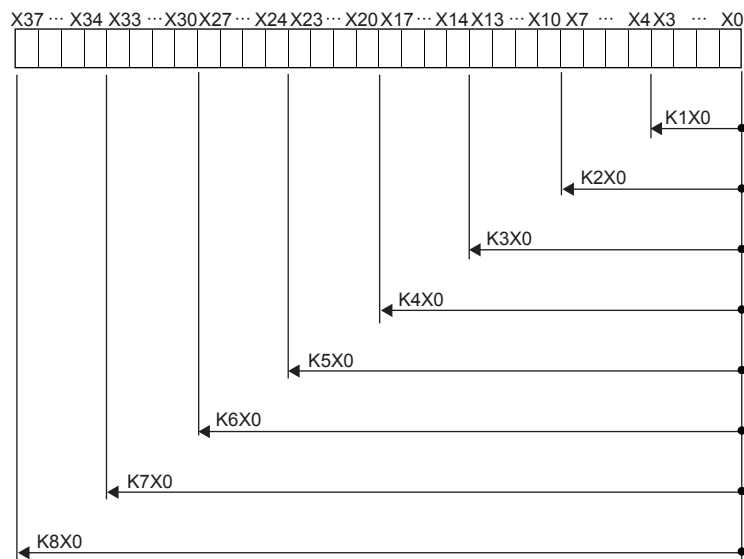 X37 ··· X34 X33 ··· X30 X27 ··· X24 X23 ··· X20 X17 ··· X14 X13 ··· X10 X7 ··· X4 X3 ··· X0
K1X0
K2X0
K3X0
K4X0
K5X0
K6X0
K7X0
K8X0